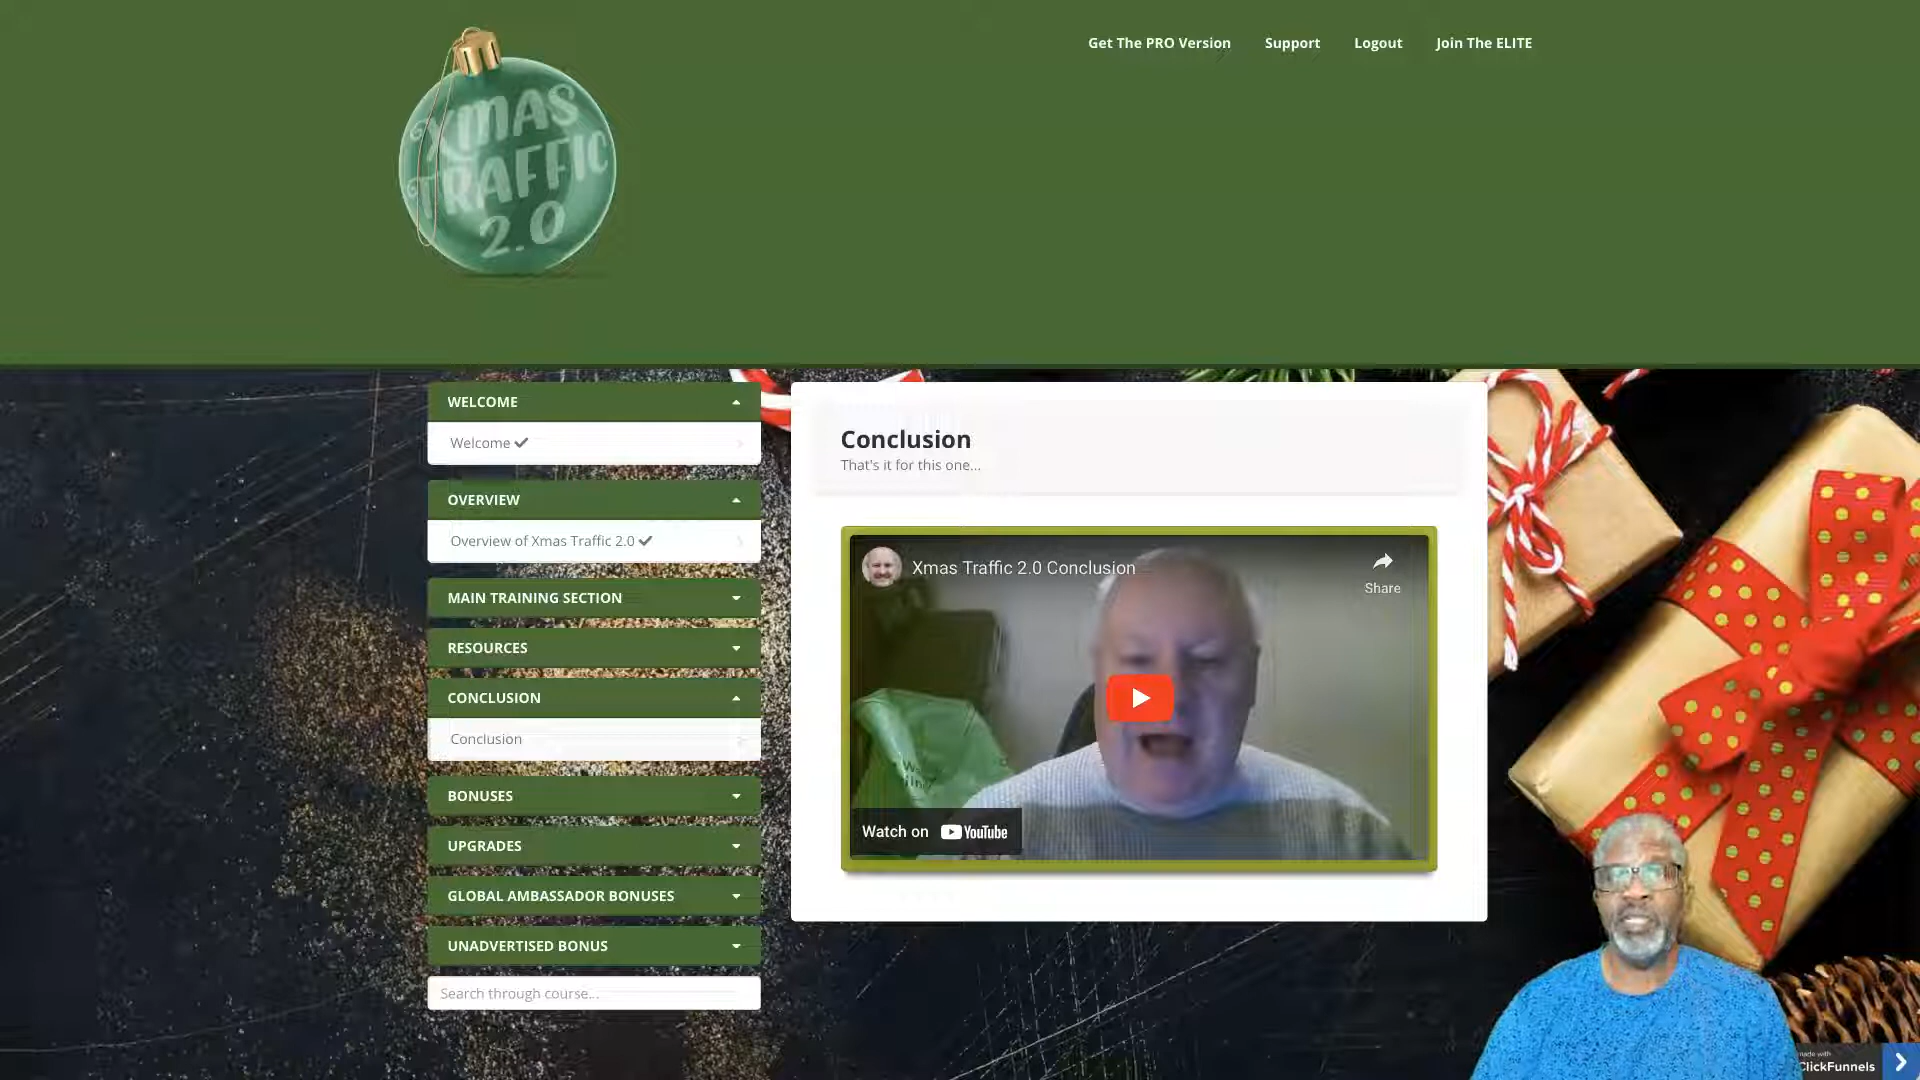 XMAS
TRAFFIC
2.0
Get The PRO Version
Support
Logout
Join The ELITE
WELCOME
Welcome
OVERVIEW
Overview of Xmas Traffic 2.0
MAIN TRAINING SECTION
RESOURCES
CONCLUSION
Conclusion
BONUSES
UPGRADES
GLOBAL AMBASSADOR BONUSES
UNADVERTISED BONUS
Search through course...
Conclusion
That's it for this one...
Xmas Traffic 2.0 Conclusion
Share
Watch on YouTube
made with
ClickFunnels